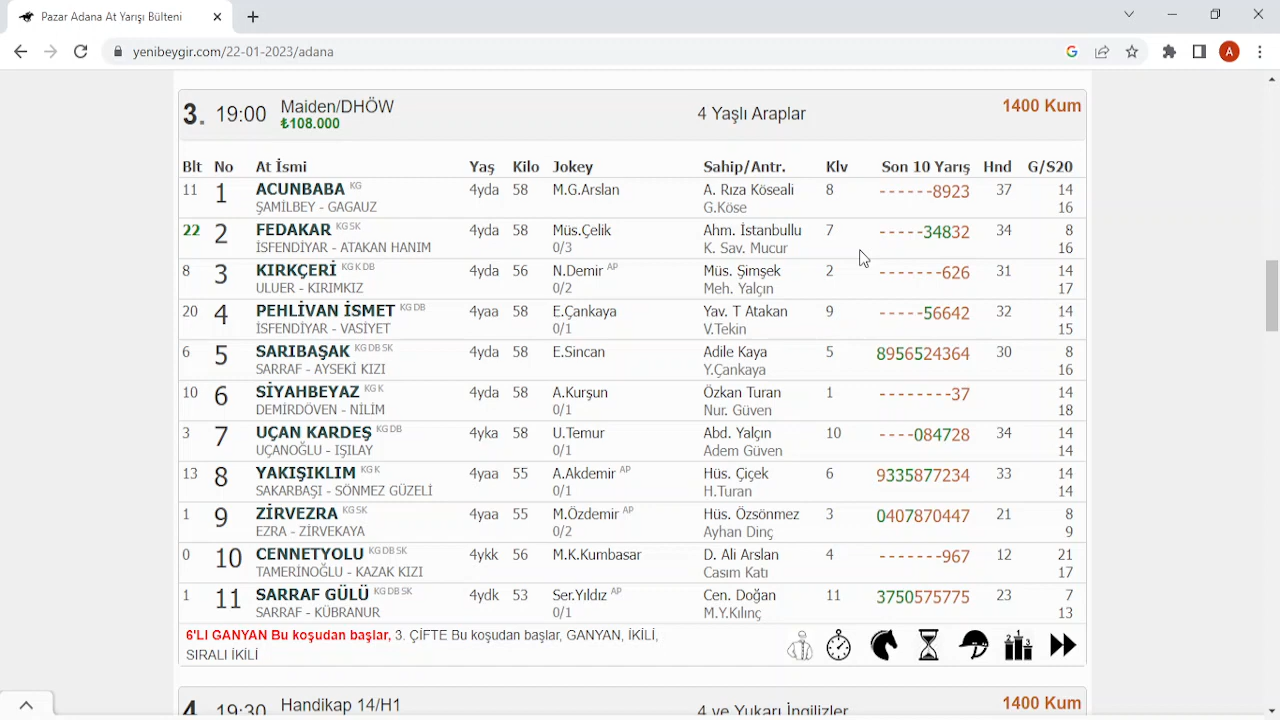 Pazar Adana At Yarışı Bülteni
yenibeygir.com/22-01-2023/adana
A
3. 19:00 Maiden/DHÖW 4 Yaşlı Araplar 1400 Kum
₺108.000
Blt No At İsmi Yaş Kilo Jokey Sahip/Antr. Klv Son 10 Yarış Hnd G/S20
11 1 ACUNBABA KG 4yda 58 M.G.Arslan A. Rıza Köseali 8 ------8923 37 14
ŞAMİLBEY - GAGAUZ G.Köse 16
22 2 FEDAKAR KG SK 4yda 58 Müs.Çelik Ahm. İstanbullu 7 -----34832 34 8
İSFENDİYAR - ATAKAN HANIM 0/3 K. Sav. Mucur 16
8 3 KIRKÇERİ KG K DB 4yda 56 N.Demir AP Müs. Şimşek 2 -------626 31 14
ULUER - KIRIMKIZ 0/2 Meh. Yalçın 17
20 4 PEHLİVAN İSMET KG DB 4yaa 58 E.Çankaya Yav. T Atakan 9 -----56642 32 14
İSFENDİYAR - VASİYET 0/1 V.Tekin 15
6 5 SARIBAŞAK KG DB SK 4yda 58 E.Sincan Adile Kaya 5 8956524364 30 8
SARRAF - AYSEKİ KIZI Y.Çankaya 16
10 6 SİYAHBEYAZ KG K 4yda 58 A.Kurşun Özkan Turan 1 --------37 14
DEMİRDÖVEN - NİLİM 0/1 Nur. Güven 18
3 7 UÇAN KARDEŞ KG DB 4yka 58 U.Temur Abd. Yalçın 10 ----084728 34 14
UÇANOĞLU - IŞILAY 0/1 Adem Güven 14
13 8 YAKIŞIKLIM KG K 4yaa 55 A.Akdemir AP Hüs. Çiçek 6 9335877234 33 14
SAKARBAŞI - SÖNMEZ GÜZELİ 0/1 H.Turan 14
1 9 ZİRVEZRA KG SK 4yaa 55 M.Özdemir AP Hüs. Özsönmez 3 0407870447 21 8
EZRA - ZİRVEKAYA 0/2 Ayhan Dinç 9
0 10 CENNETYOLU KG DB SK 4ykk 56 M.K.Kumbasar D. Ali Arslan 4 -------967 12 21
TAMERİNOĞLU - KAZAK KIZI Casım Katı 17
1 11 SARRAF GÜLÜ KG DB SK 4ydk 53 Ser.Yıldız AP Cen. Doğan 11 3750575775 23 7
SARRAF - KÜBRANUR 0/1 M.Y.Kılınç 13
6'LI GANYAN Bu koşudan başlar, 3. ÇİFTE Bu koşudan başlar, GANYAN, İKİLİ,
SIRALI İKİLİ
4. 19:30 Handikap 14/H1 4 ve Yukarı İngilizler 1400 Kum